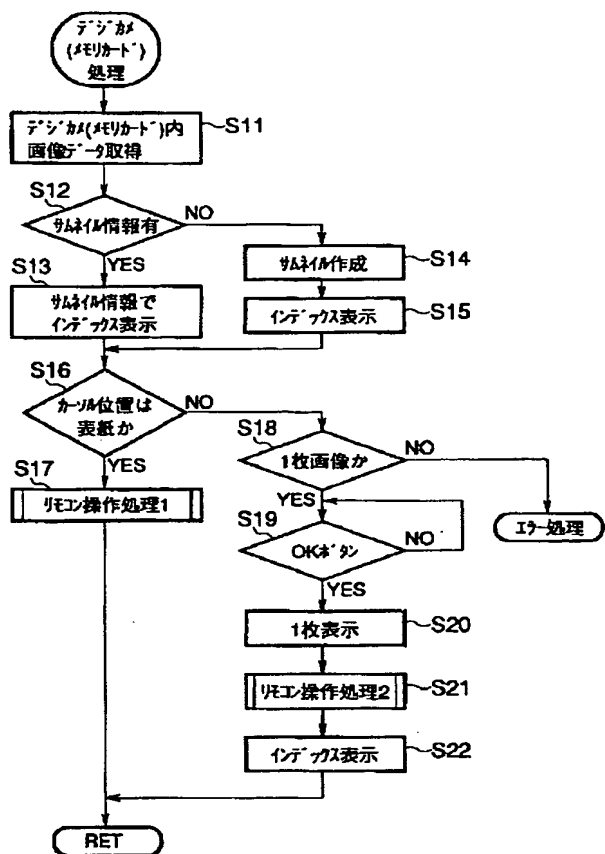 デジカメ
(メモリカード)
処理
S11
デジカメ(メモリカード)内
画像データ取得
S12
サムネイル情報有
NO
YES
S13
サムネイル情報で
インデックス表示
サムネイル作成
S14
インデックス表示
S15
S16
カーソル位置は
表紙か
NO
YES
S17
リモコン操作処理1
S18
1枚画像か
NO
YES
エラー処理
S19
OKボタン
NO
YES
1枚表示
S20
リモコン操作処理2
S21
インデックス表示
S22
RET